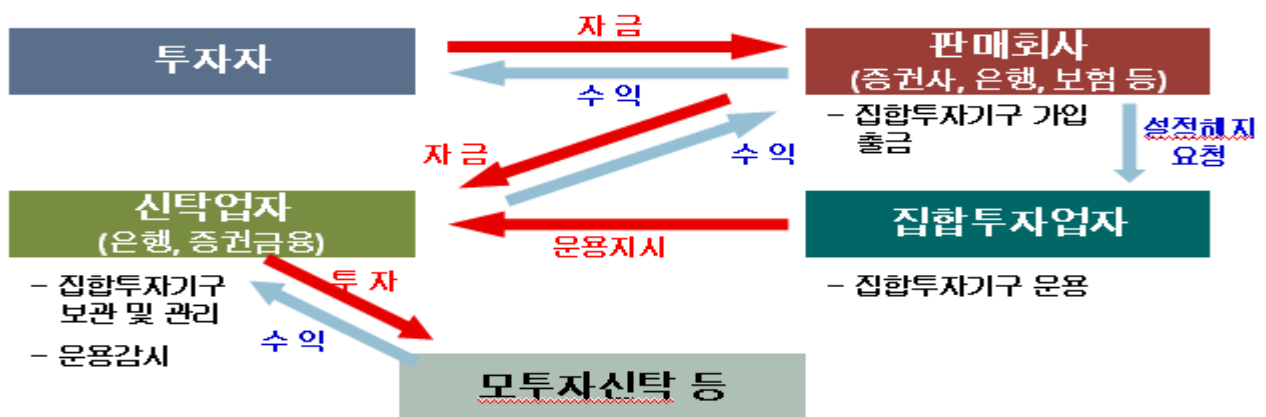 자 금
투자자
판매회사
(증권사, 은행, 보험 등)
수 익
- 집합투자기구 가입
출금
설정해지
요청
자 금
수 익
신탁업자
(은행, 증권금융)
운용지시
집합투자업자
- 집합투자기구
보관 및 관리
- 운용감시
투 자
수 익
- 집합투자기구 운용
모투자신탁 등